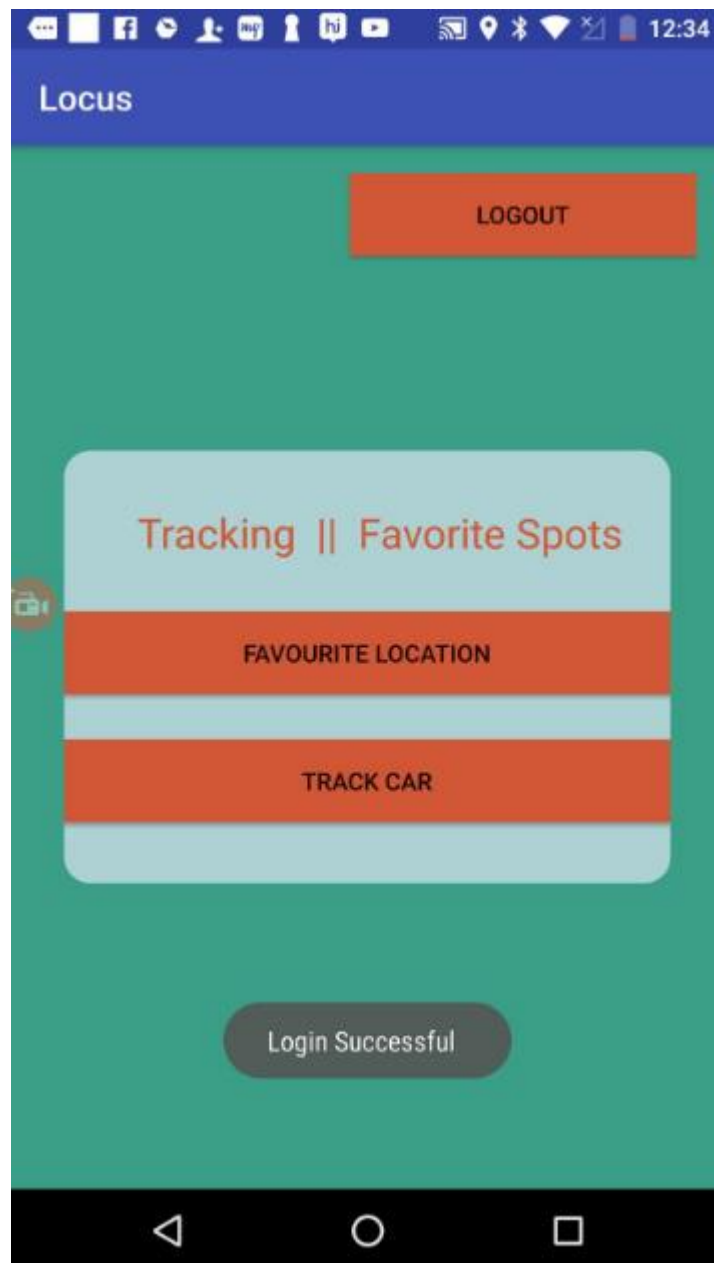 12:34
Locus
LOGOUT
Tracking || Favorite Spots
FAVOURITE LOCATION
TRACK CAR
Login Successful